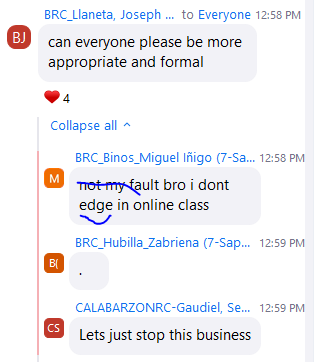 BRC_Llaneta, Joseph ... to Everyone 12:58 PM
BJ
can everyone please be more
appropriate and formal
4
Collapse all
BRC_Binos_Miguel Iñigo (7-Sa... 12:58 PM
M
not my fault bro i dont
edge in online class
BRC_Hubilla_Zabriena (7-Sap... 12:59 PM
B(
.
CALABARZONRC-Gaudiel, Se... 12:59 PM
CS
Lets just stop this business